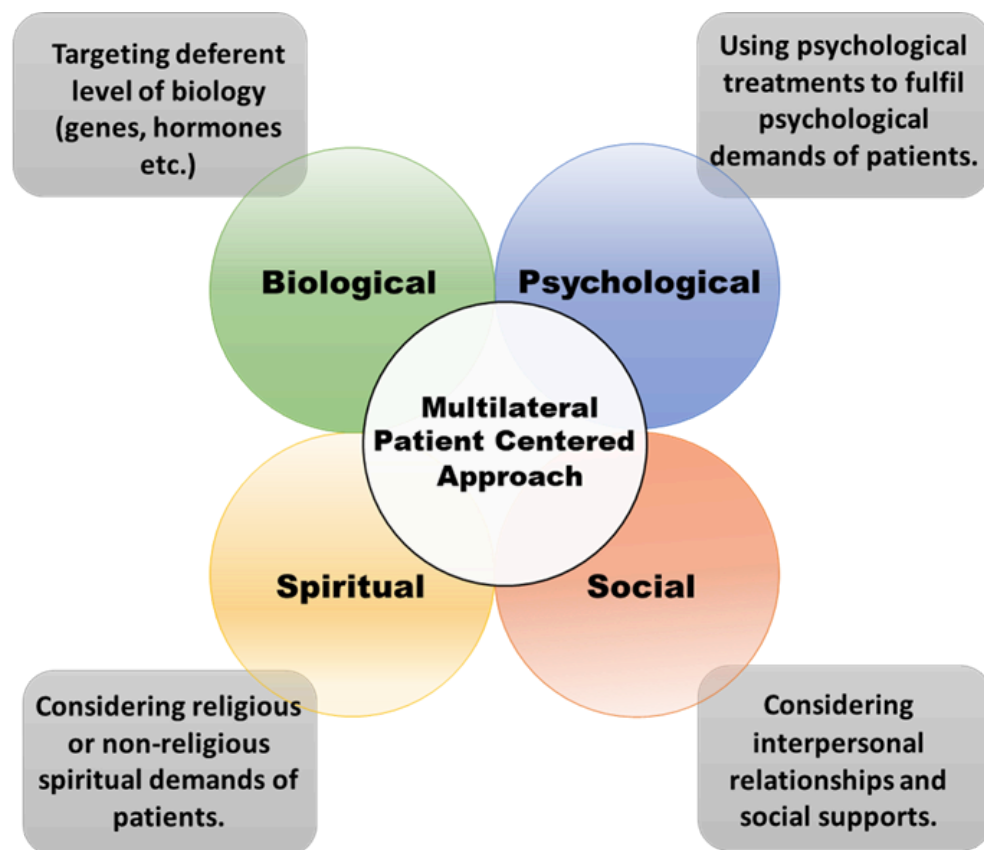 Targeting deferent
level of biology
(genes, hormones
etc.)
Using psychological
treatments to fulfil
psychological
demands of patients.
Biological
Psychological
Multilateral
Patient Centered
Approach
Spiritual
Social
Considering religious
or non-religious
spiritual demands of
patients.
Considering
interpersonal
relationships and
social supports.